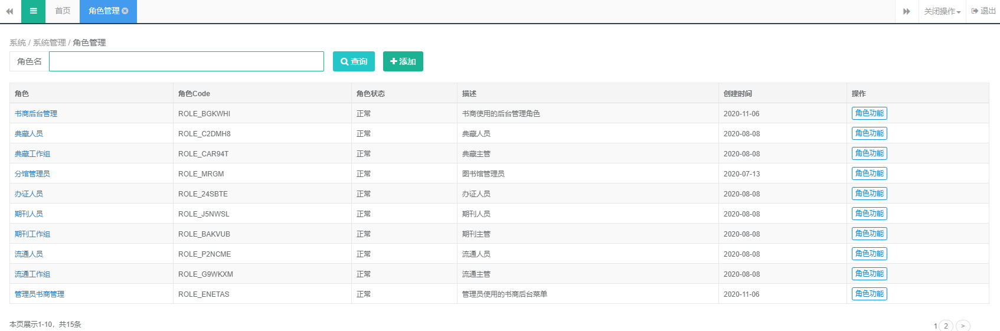 首页 角色管理 关闭操作 退出
系统 / 系统管理 / 角色管理
角色名 查询 添加
角色 角色Code 角色状态 描述 创建时间 操作
书商后台管理 ROLE_BGKWHI 正常 书商使用的后台管理角色 2020-11-06 角色功能
典藏人员 ROLE_C2DMH8 正常 典藏人员 2020-08-08 角色功能
典藏工作组 ROLE_CAR94T 正常 典藏主管 2020-08-08 角色功能
分馆管理员 ROLE_MRGM 正常 图书馆管理员 2020-07-13 角色功能
办证人员 ROLE_24SBTE 正常 办证人员 2020-08-08 角色功能
期刊人员 ROLE_J5NWSL 正常 期刊人员 2020-08-08 角色功能
期刊工作组 ROLE_BAKVUB 正常 期刊主管 2020-08-08 角色功能
流通人员 ROLE_P2NCME 正常 流通人员 2020-08-08 角色功能
流通工作组 ROLE_G9WKXM 正常 流通主管 2020-08-08 角色功能
管理员书商管理 ROLE_ENETAS 正常 管理员使用的书商后台菜单 2020-11-06 角色功能
本页展示1-10，共15条 1 2 >